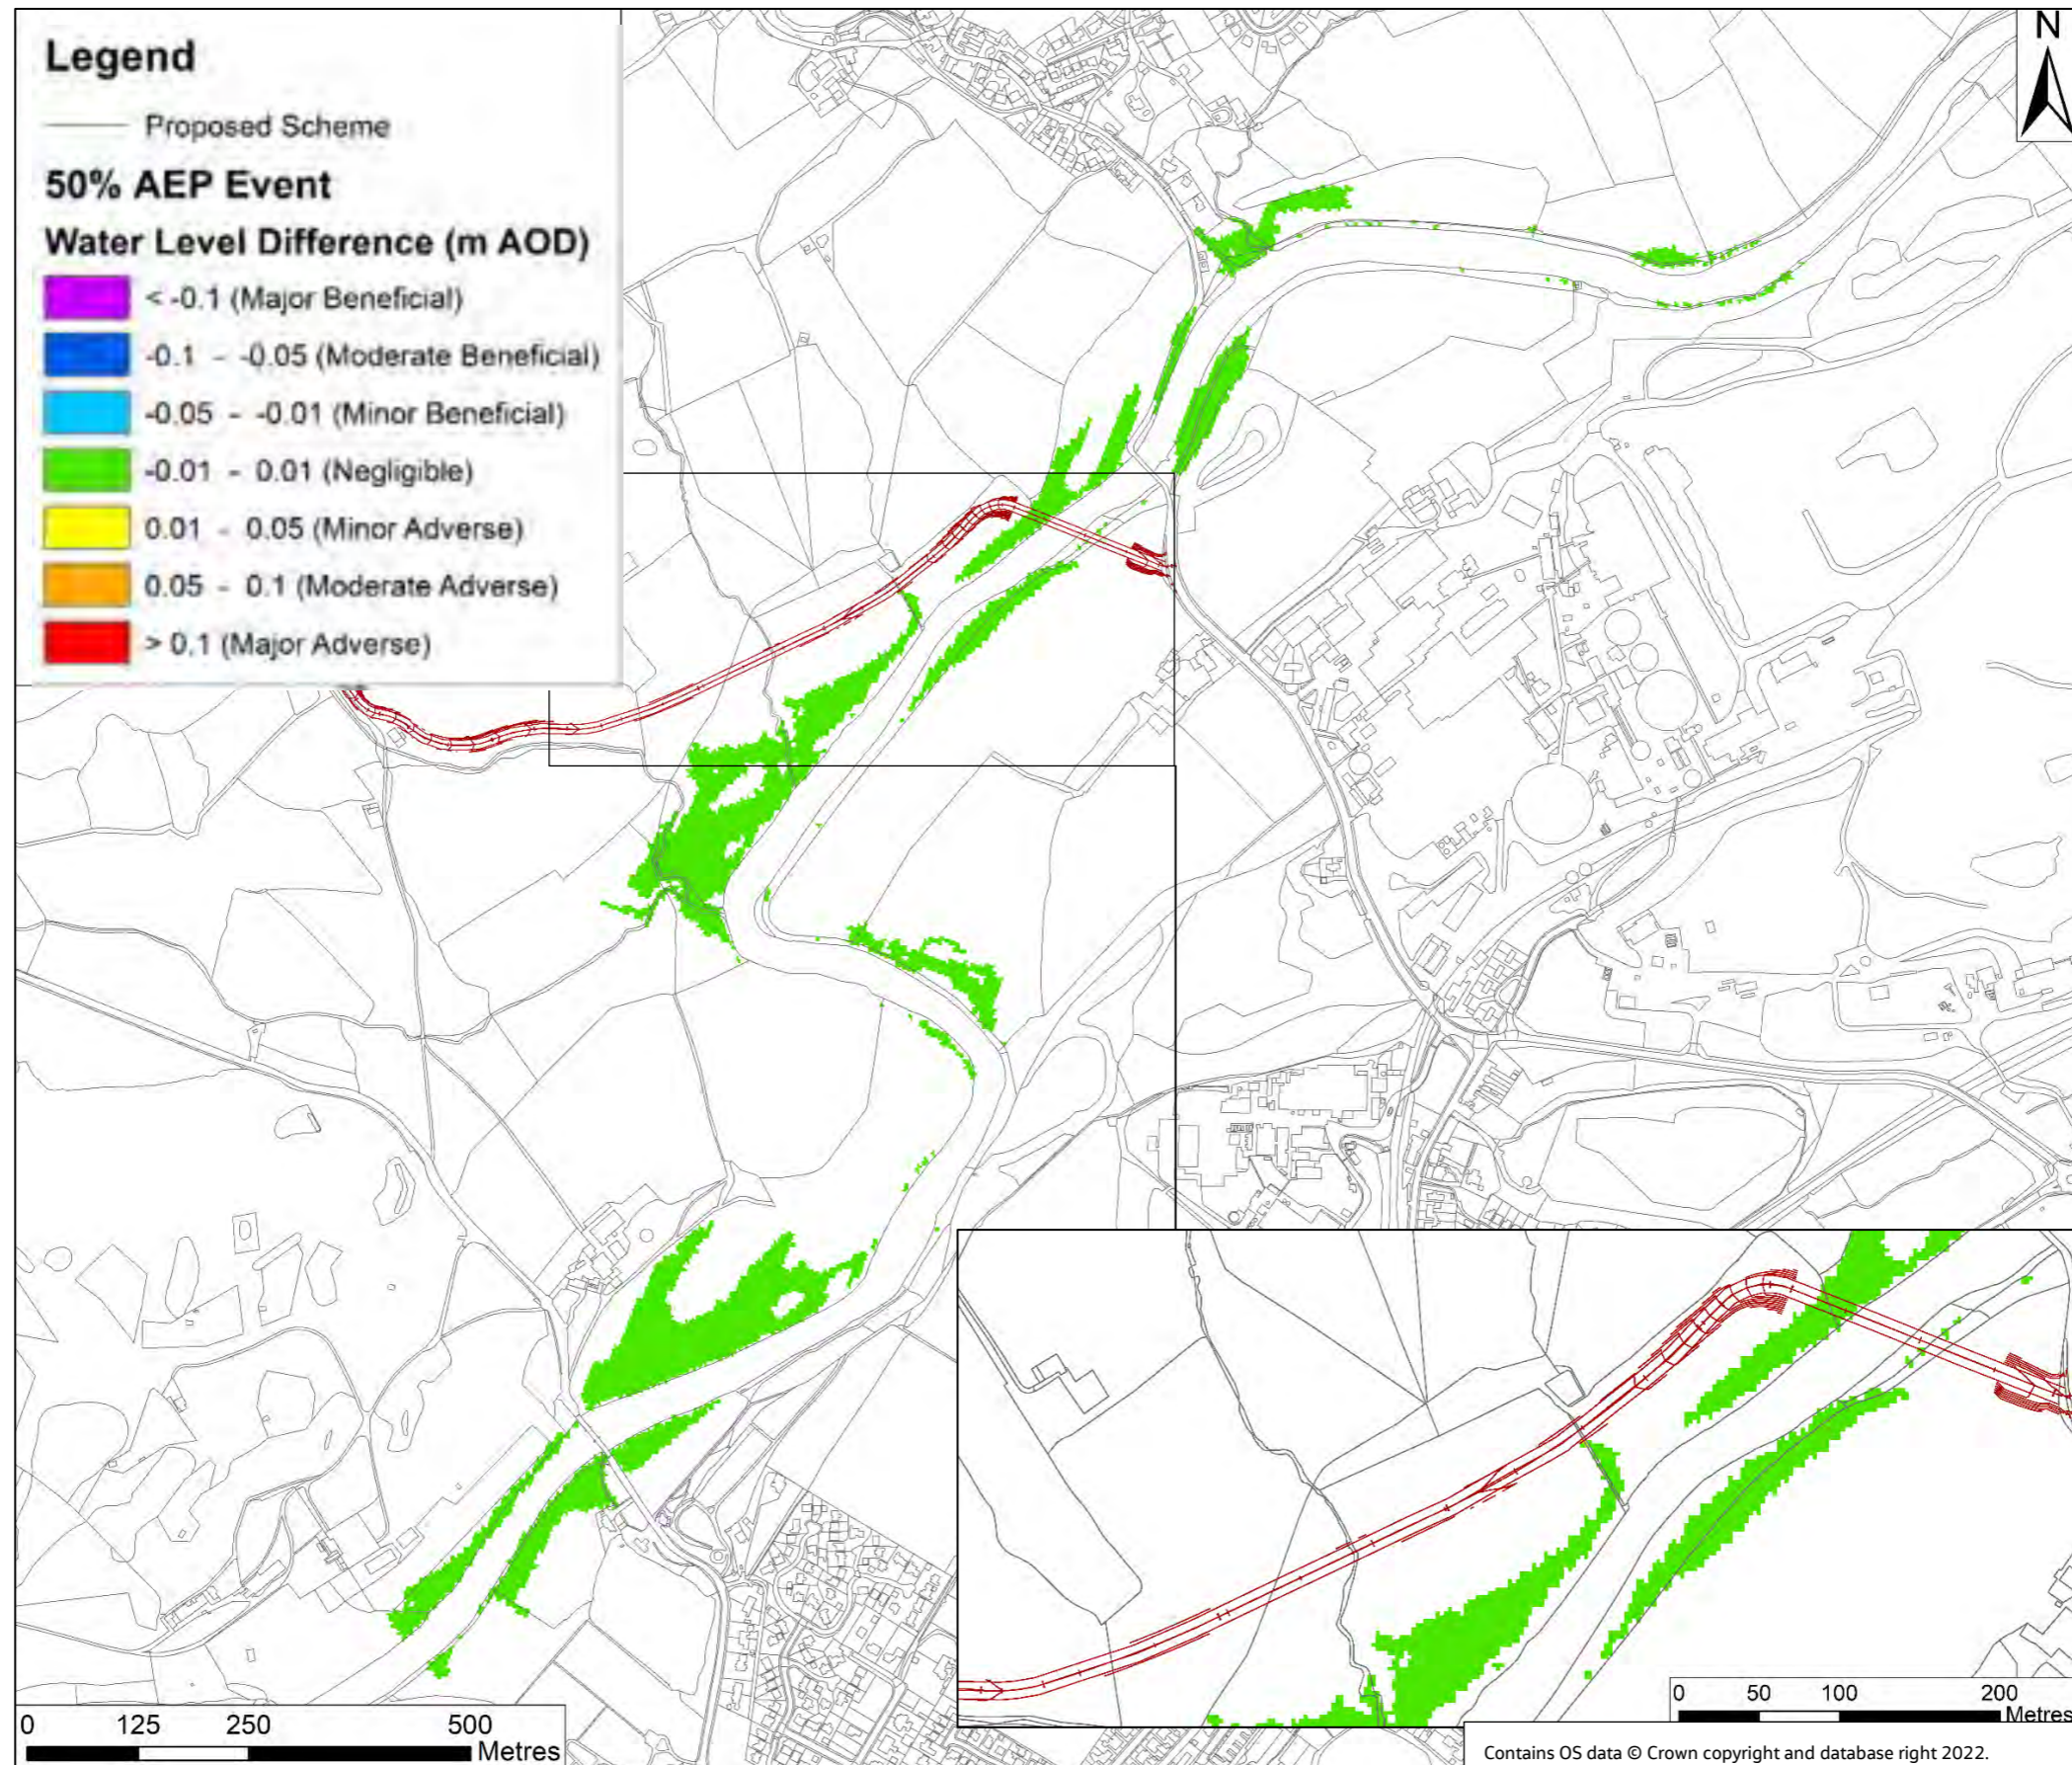 Legend
Proposed Scheme
50% AEP Event
Water Level Difference (m AOD)
< -0.1 (Major Beneficial)
-0.1 - -0.05 (Moderate Beneficial)
-0.05 - -0.01 (Minor Beneficial)
-0.01 - 0.01 (Negligible)
0.01 - 0.05 (Minor Adverse)
0.05 - 0.1 (Moderate Adverse)
> 0.1 (Major Adverse)
N
0 125 250 500
Metres
0 50 100 200
Metres
Contains OS data © Crown copyright and database right 2022.